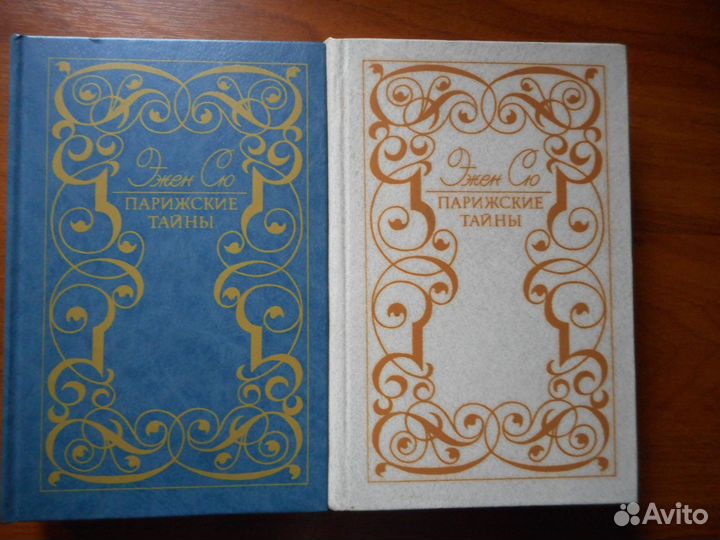 Эжен Сю
ПАРИЖСКИЕ
ТАЙНЫ
Эжен Сю
ПАРИЖСКИЕ
ТАЙНЫ
Avito